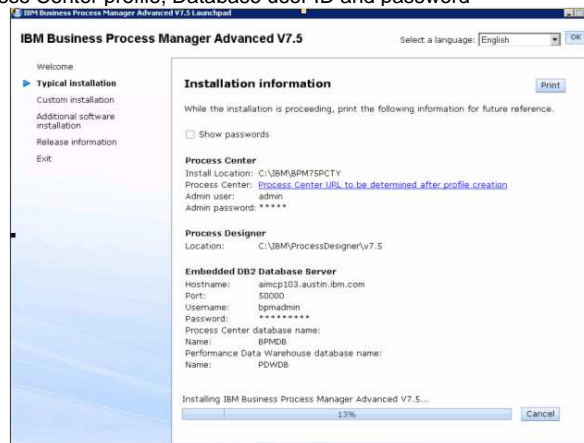 ess Center profile, Database user ID and password
IBM Business Process Manager Advanced V7.5 Launchpad
IBM Business Process Manager Advanced V7.5
Select a language: English OK
Welcome
Typical installation
Custom installation
Additional software
installation
Release information
Exit
Installation information
Print
While the installation is proceeding, print the following information for future reference.
Show passwords
Process Center
Install Location: C:\IBM\BPM75PCTY
Process Center: Process Center URL to be determined after profile creation
Admin user: admin
Admin password: *****
Process Designer
Location: C:\IBM\ProcessDesigner\v7.5
Embedded DB2 Database Server
Hostname: aimcp103.austin.ibm.com
Port: 50000
Username: bpmadmin
Password: *********
Process Center database name:
Name: BPMDB
Performance Data Warehouse database name:
Name: PDWDB
Installing IBM Business Process Manager Advanced V7.5...
13%
Cancel